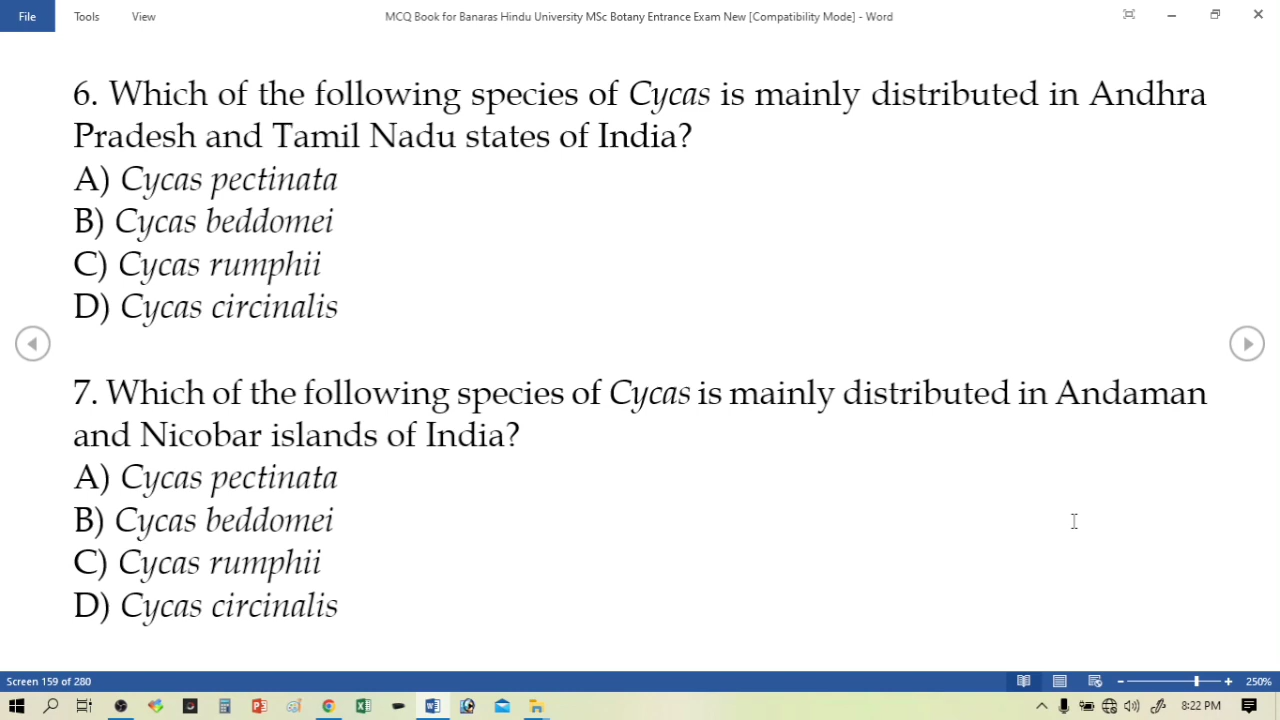 File Tools View MCQ Book for Banaras Hindu University MSc Botany Entrance Exam New [Compatibility Mode] - Word
6. Which of the following species of Cycas is mainly distributed in Andhra
Pradesh and Tamil Nadu states of India?
A) Cycas pectinata
B) Cycas beddomei
C) Cycas rumphii
D) Cycas circinalis
7. Which of the following species of Cycas is mainly distributed in Andaman
and Nicobar islands of India?
A) Cycas pectinata
B) Cycas beddomei
C) Cycas rumphii
D) Cycas circinalis
Screen 159 of 280 250%
8:22 PM